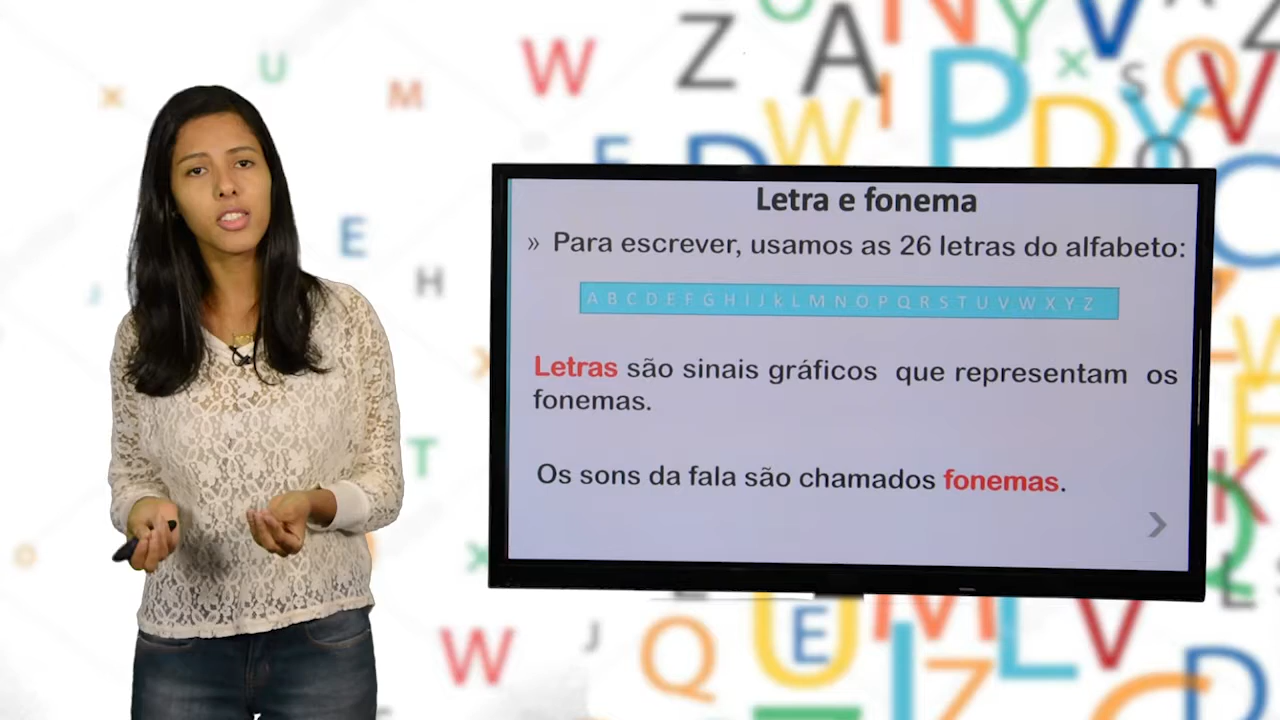 Letra e fonema
» Para escrever, usamos as 26 letras do alfabeto:
A B C D E F G H I J k L M N O P Q R S T U V W X Y Z
Letras são sinais gráficos que representam os
fonemas.
Os sons da fala são chamados fonemas.